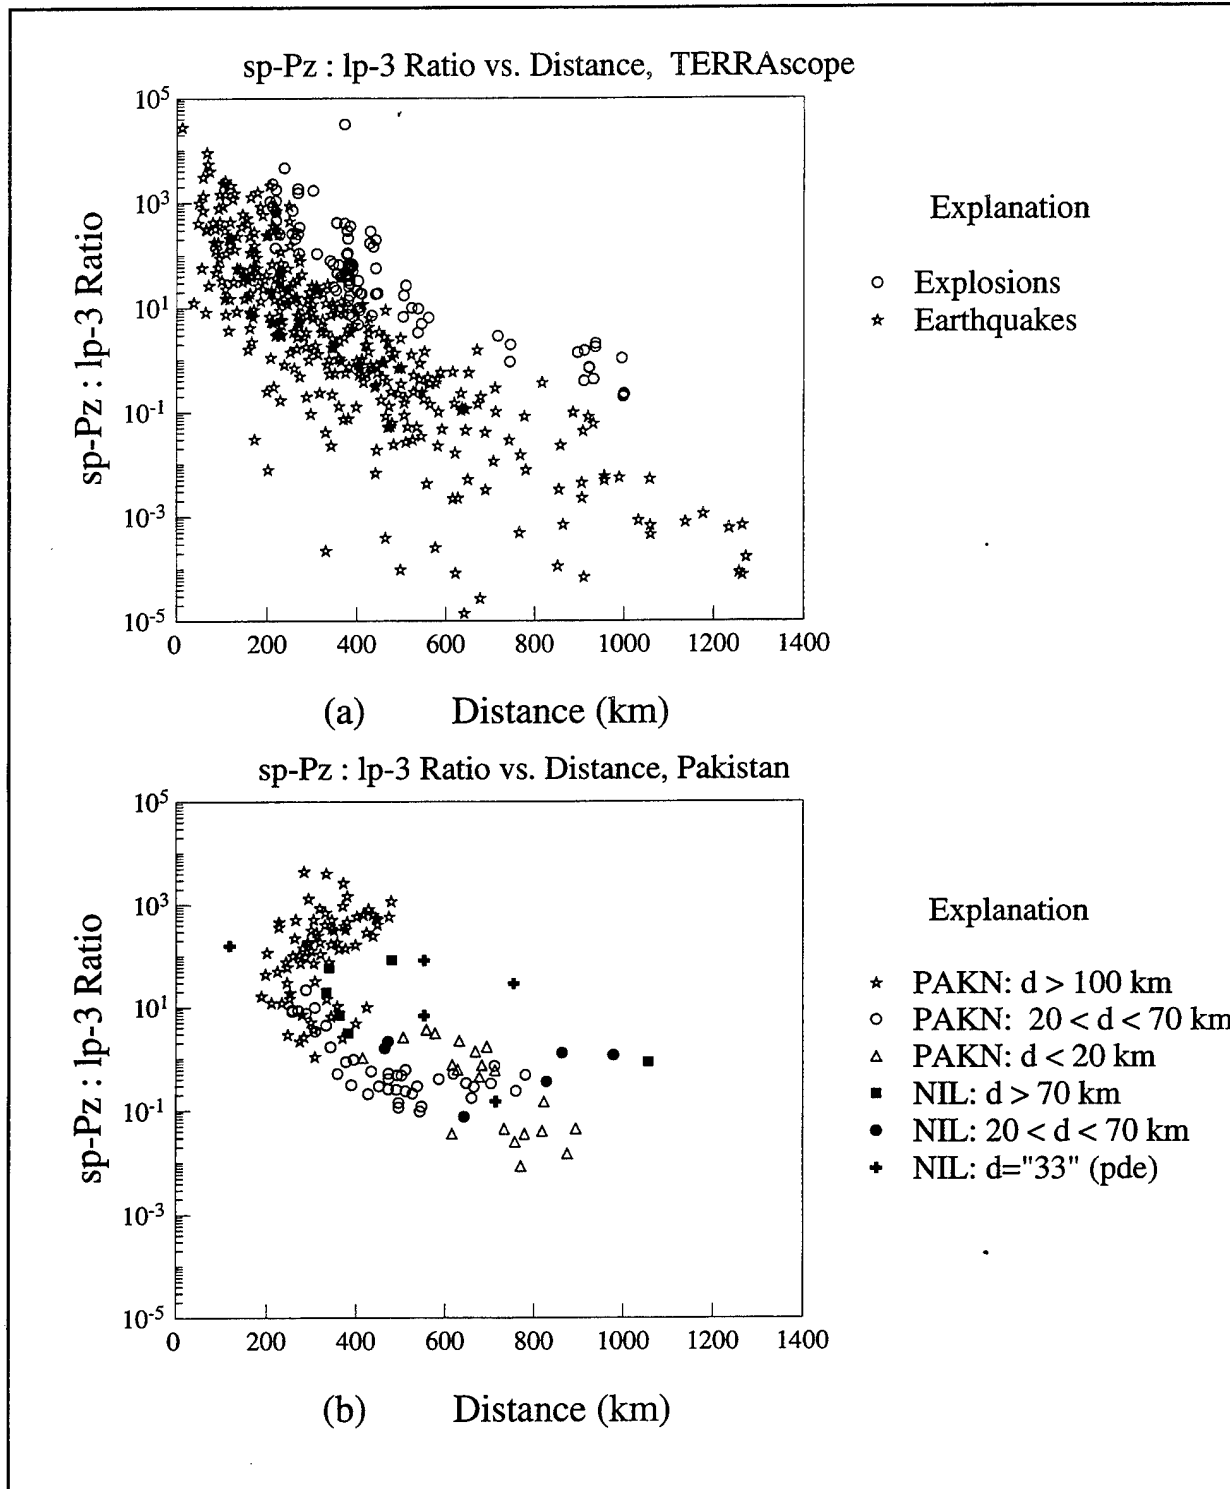 sp-Pz : lp-3 Ratio vs. Distance, TERRAscope
sp-Pz : lp-3 Ratio
10^5
10^3
10^1
10^-1
10^-3
10^-5
0 200 400 600 800 1000 1200 1400
(a) Distance (km)
Explanation
Explosions
Earthquakes
sp-Pz : lp-3 Ratio vs. Distance, Pakistan
sp-Pz : lp-3 Ratio
10^5
10^3
10^1
10^-1
10^-3
10^-5
0 200 400 600 800 1000 1200 1400
(b) Distance (km)
Explanation
PAKN: d > 100 km
PAKN: 20 < d < 70 km
PAKN: d < 20 km
NIL: d > 70 km
NIL: 20 < d < 70 km
NIL: d="33" (pde)